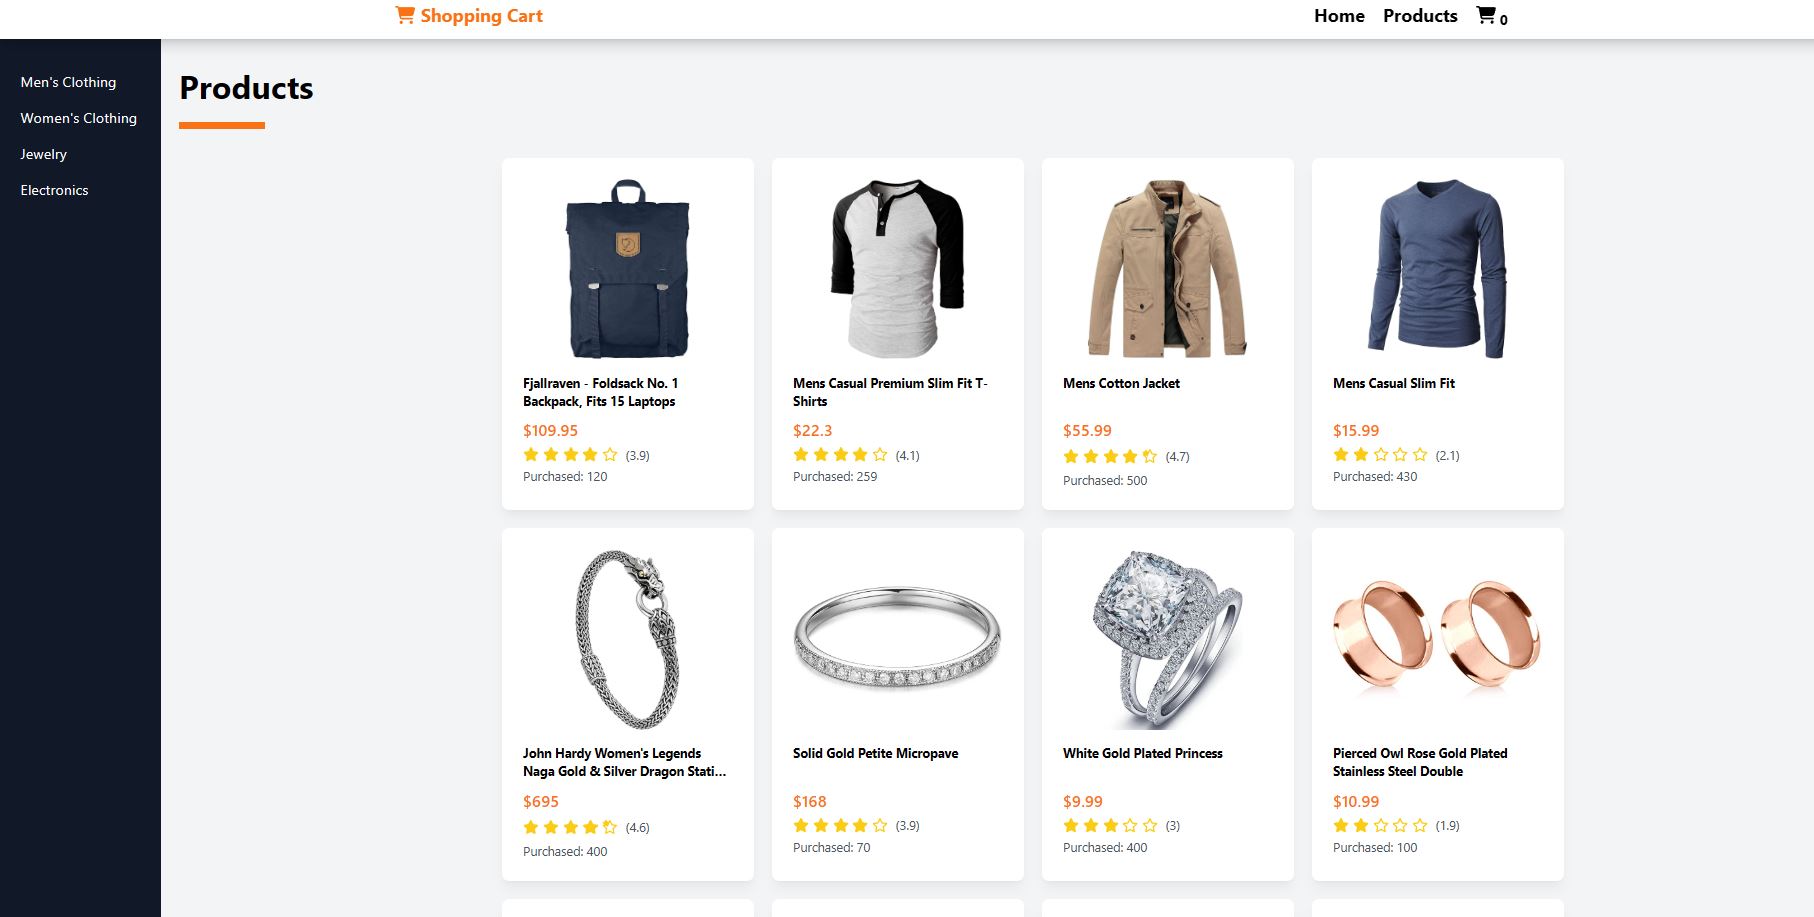 Shopping Cart
Home
Products
0
Men's Clothing
Women's Clothing
Jewelry
Electronics
Products
Fjallraven - Foldsack No. 1
Backpack, Fits 15 Laptops
$109.95
(3.9)
Purchased: 120
Mens Casual Premium Slim Fit T-
Shirts
$22.3
(4.1)
Purchased: 259
Mens Cotton Jacket
$55.99
(4.7)
Purchased: 500
Mens Casual Slim Fit
$15.99
(2.1)
Purchased: 430
John Hardy Women's Legends
Naga Gold & Silver Dragon Stati...
$695
(4.6)
Purchased: 400
Solid Gold Petite Micropave
$168
(3.9)
Purchased: 70
White Gold Plated Princess
$9.99
(3)
Purchased: 400
Pierced Owl Rose Gold Plated
Stainless Steel Double
$10.99
(1.9)
Purchased: 100